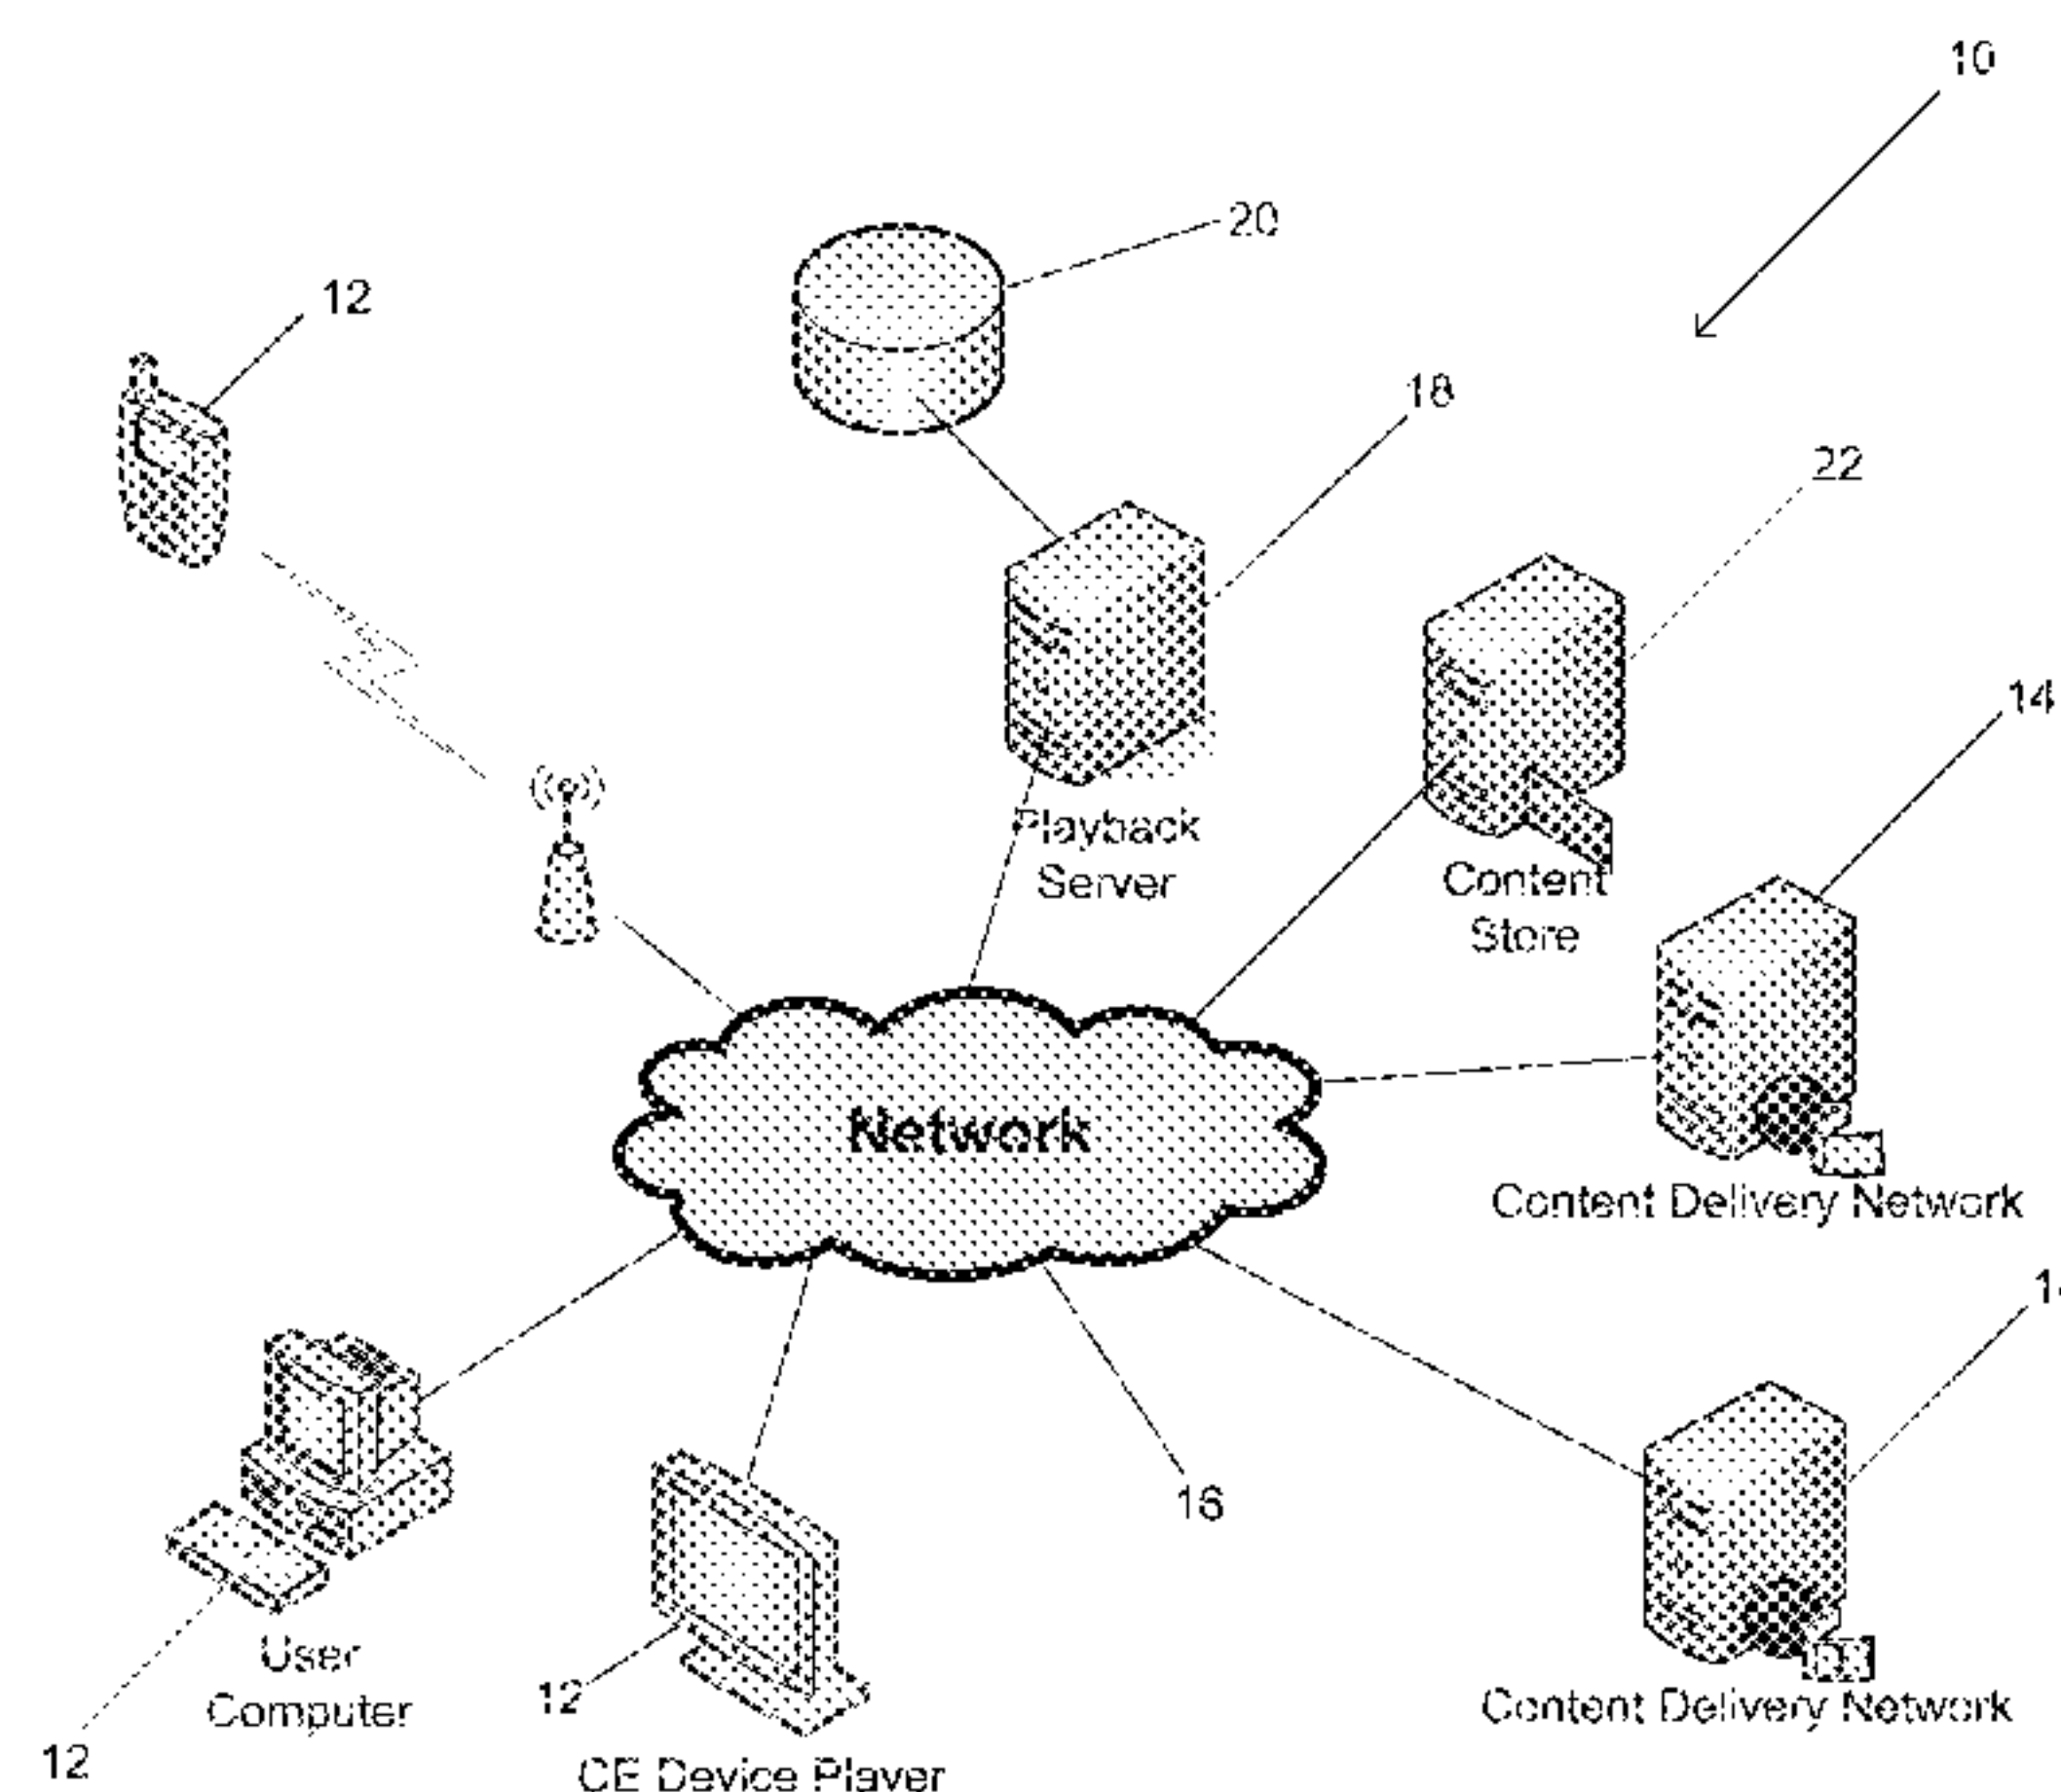 10
20
12
18
22
14
Playback
Server
Content
Store
Network
Content Delivery Network
16
User
Computer
12
12
CE Device Player
Content Delivery Network